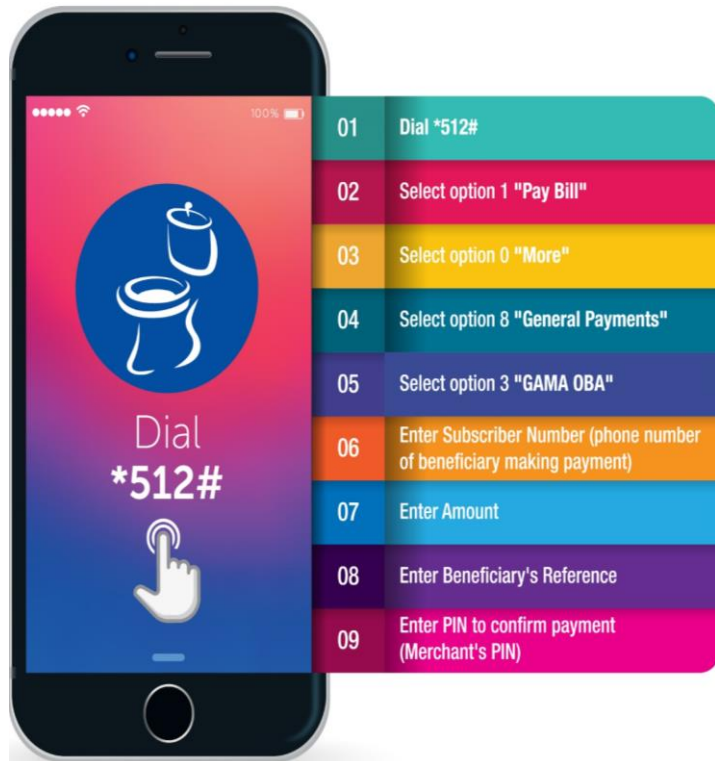 100%
Dial
*512#
01 Dial *512#
02 Select option 1 "Pay Bill"
03 Select option 0 "More"
04 Select option 8 "General Payments"
05 Select option 3 "GAMA OBA"
06 Enter Subscriber Number (phone number
of beneficiary making payment)
07 Enter Amount
08 Enter Beneficiary's Reference
09 Enter PIN to confirm payment
(Merchant's PIN)